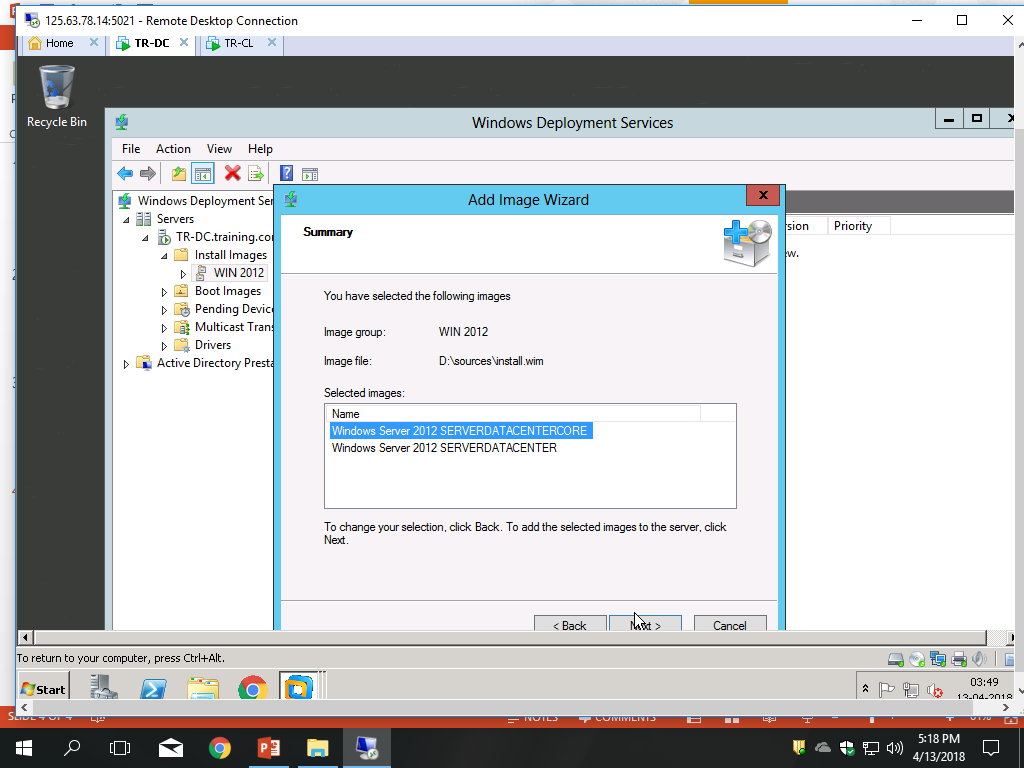 125.63.78.14:5021 - Remote Desktop Connection
Home TR-DC TR-CL
Recycle Bin
Windows Deployment Services
File Action View Help
Add Image Wizard
Windows Deployment Ser
Servers
TR-DC.training.co
Install Images
WIN 2012
Boot Images
Pending Device
Multicast Trans
Drivers
Active Directory Presta
sion Priority
ew.
Summary
You have selected the following images
Image group: WIN 2012
Image file: D:\sources\install.wim
Selected images:
Name
Windows Server 2012 SERVERDATACENTERCORE
Windows Server 2012 SERVERDATACENTER
To change your selection, click Back. To add the selected images to the server, click
Next.
< Back Next > Cancel
To return to your computer, press Ctrl+Alt.
Start
03:49
13-04-2018
SLIDE 4 OF 4 NOTES COMMENTS 81%
5:18 PM
4/13/2018